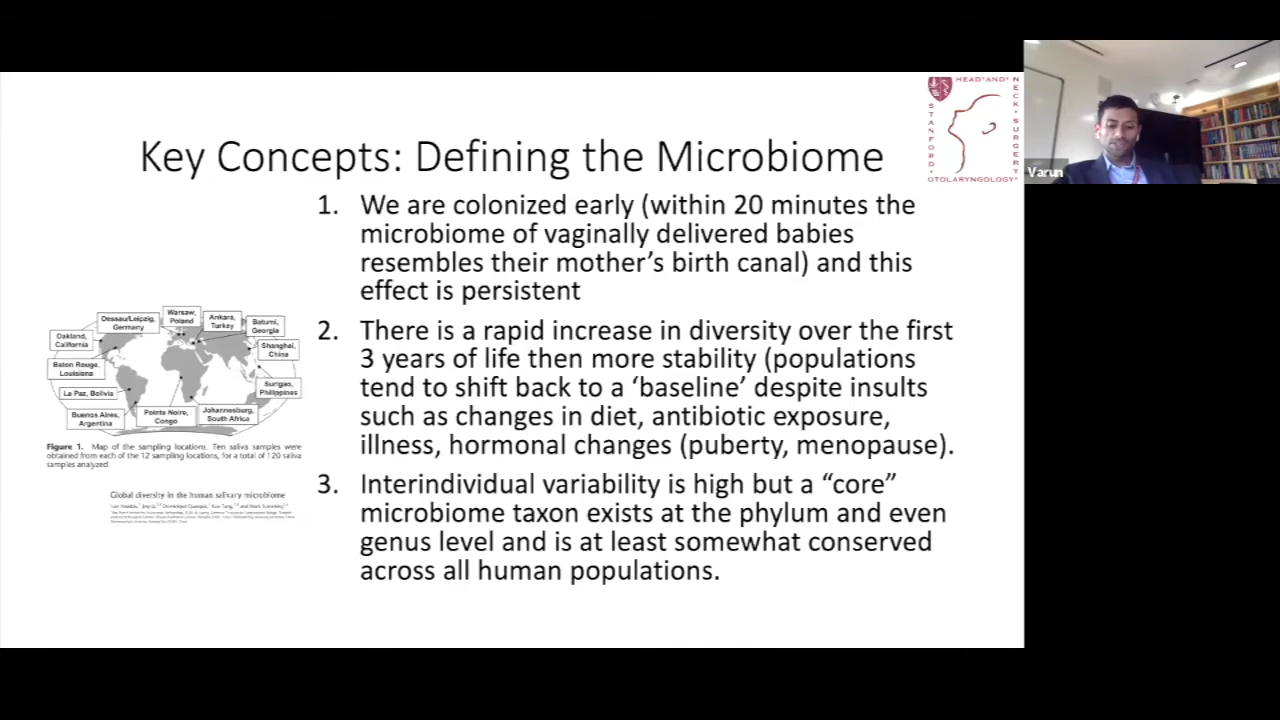 Key Concepts: Defining the Microbiome
HEAD*AND*
NECK*SURGERY
STANFORD*
OTOLARYNGOLOGY*
Varun
1. We are colonized early (within 20 minutes the
microbiome of vaginally delivered babies
resembles their mother's birth canal) and this
effect is persistent
2. There is a rapid increase in diversity over the first
3 years of life then more stability (populations
tend to shift back to a 'baseline' despite insults
such as changes in diet, antibiotic exposure,
illness, hormonal changes (puberty, menopause).
3. Interindividual variability is high but a “core”
microbiome taxon exists at the phylum and even
genus level and is at least somewhat conserved
across all human populations.
Dessau/Leipzig,
Germany
Warsaw,
Poland
Ankara,
Turkey
Batumi,
Georgia
Oakland,
California
Shanghai,
China
Baton Rouge,
Louisiana
Surigao,
Philippines
La Paz, Bolivia
Buenos Aires,
Argentina
Pointe Noire,
Congo
Johannesburg,
South Africa
Figure 1. Map of the sampling locations. Ten saliva samples were
obtained from each of the 12 sampling locations, for a total of 120 saliva
samples analyzed.
Global diversity in the human salivary microbiome